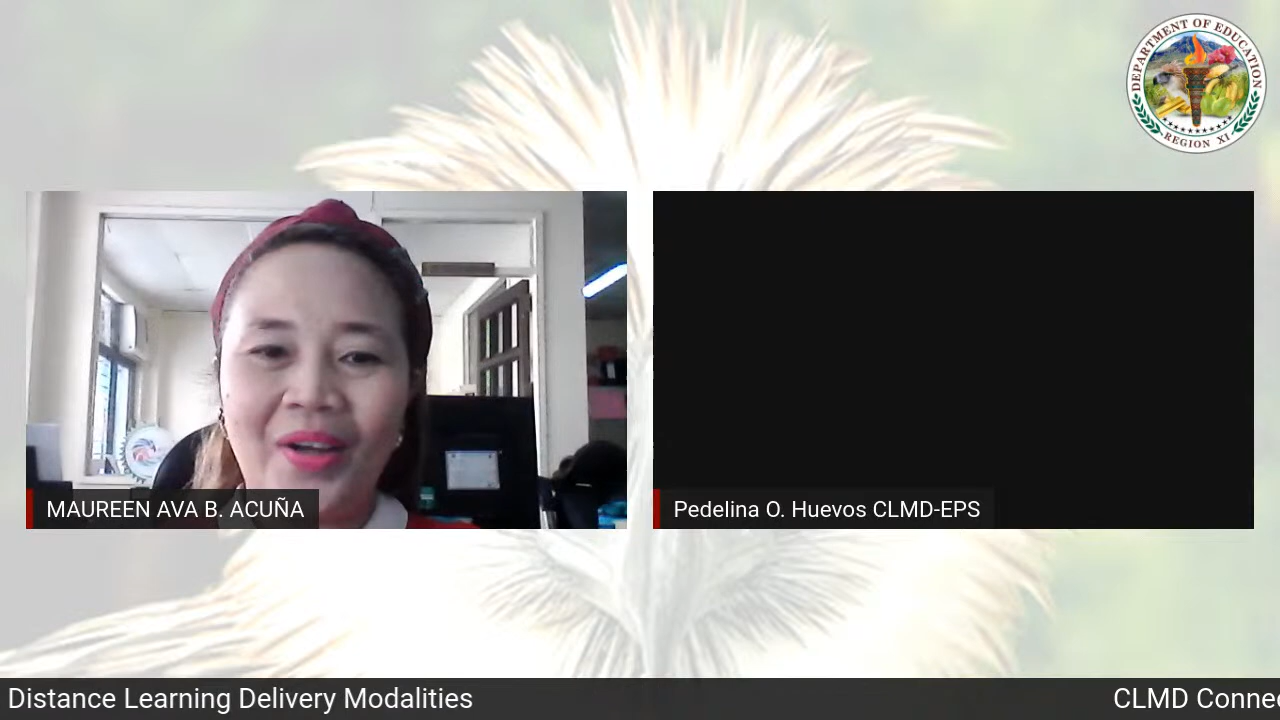 DEPARTMENT OF EDUCATION
REGION XI
MAUREEN AVA B. ACUÑA
Pedelina O. Huevos CLMD-EPS
Distance Learning Delivery Modalities
CLMD Connec